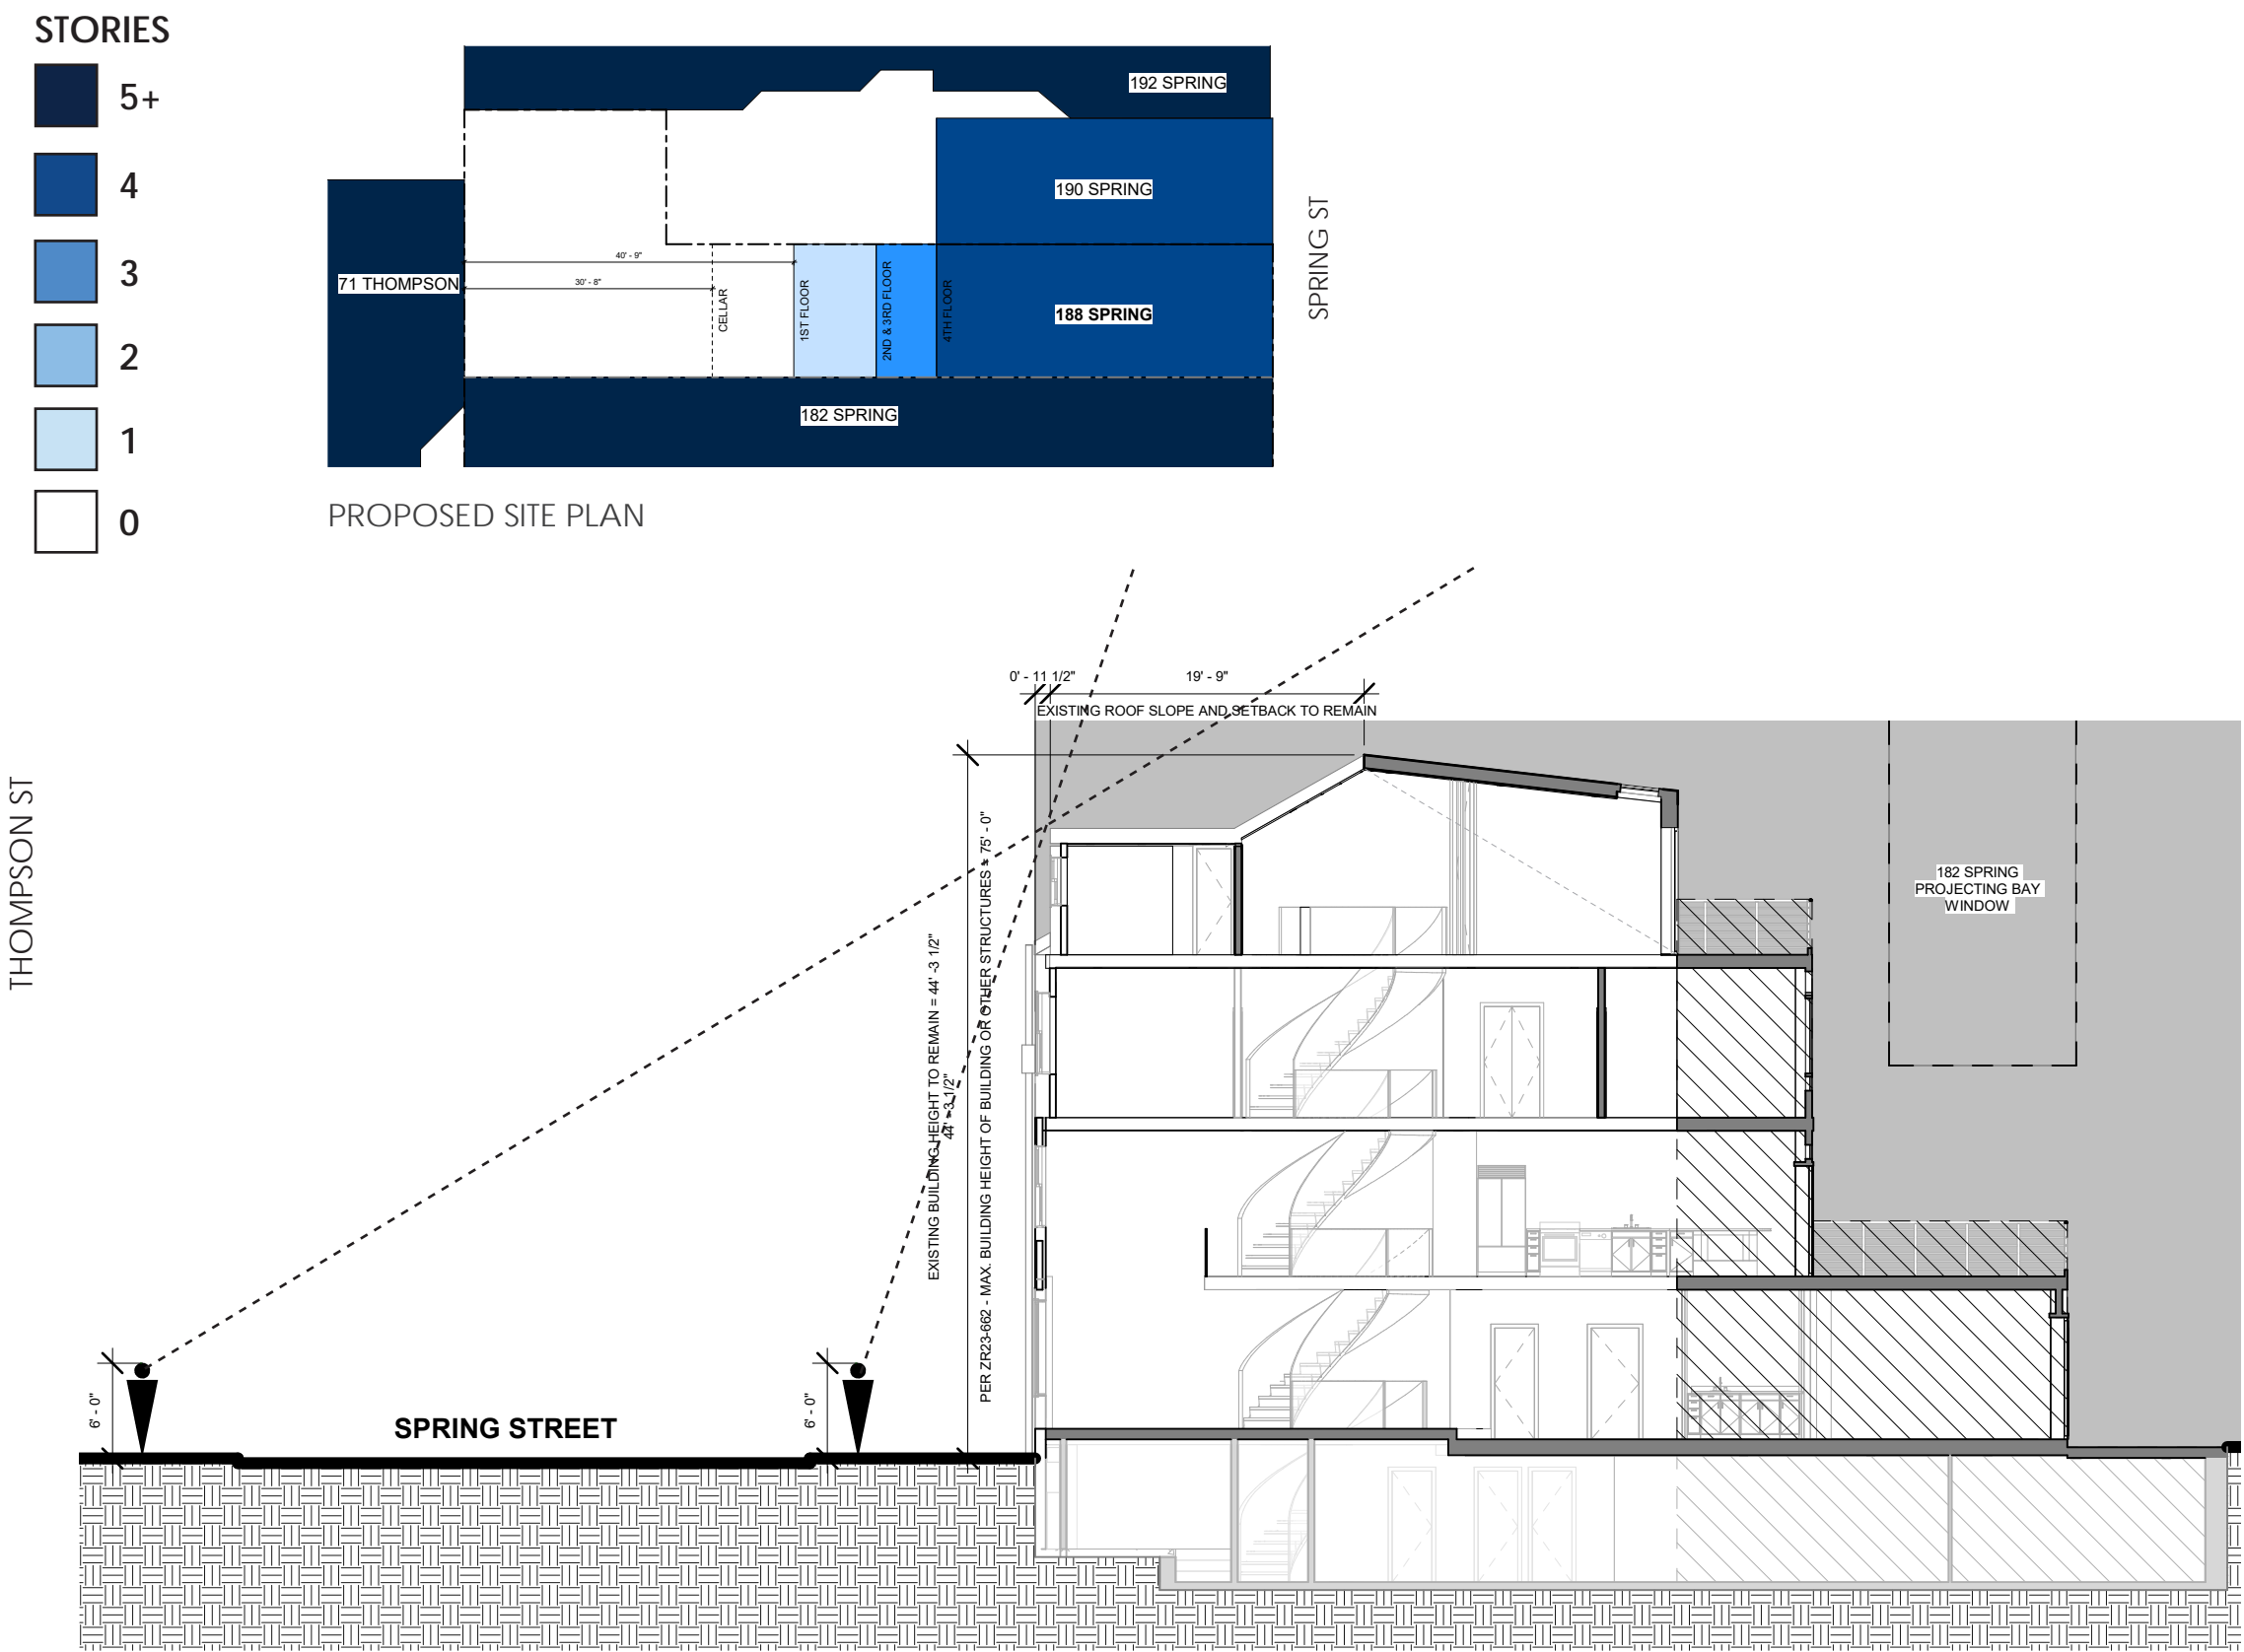 STORIES
5+
4
3
2
1
0
192 SPRING
190 SPRING
71 THOMPSON
40' - 9"
30' - 8"
CELLAR
1ST FLOOR
2ND & 3RD FLOOR
4TH FLOOR
188 SPRING
182 SPRING
SPRING ST
PROPOSED SITE PLAN
THOMPSON ST
0' - 11 1/2"
19' - 9"
EXISTING ROOF SLOPE AND SETBACK TO REMAIN
EXISTING BUILDING HEIGHT TO REMAIN = 44' -3 1/2"
44' -3 1/2"
PER ZR23-662 - MAX. BUILDING HEIGHT OF BUILDING OR OTHER STRUCTURES = 75' - 0"
182 SPRING
PROJECTING BAY
WINDOW
6' - 0"
6' - 0"
SPRING STREET